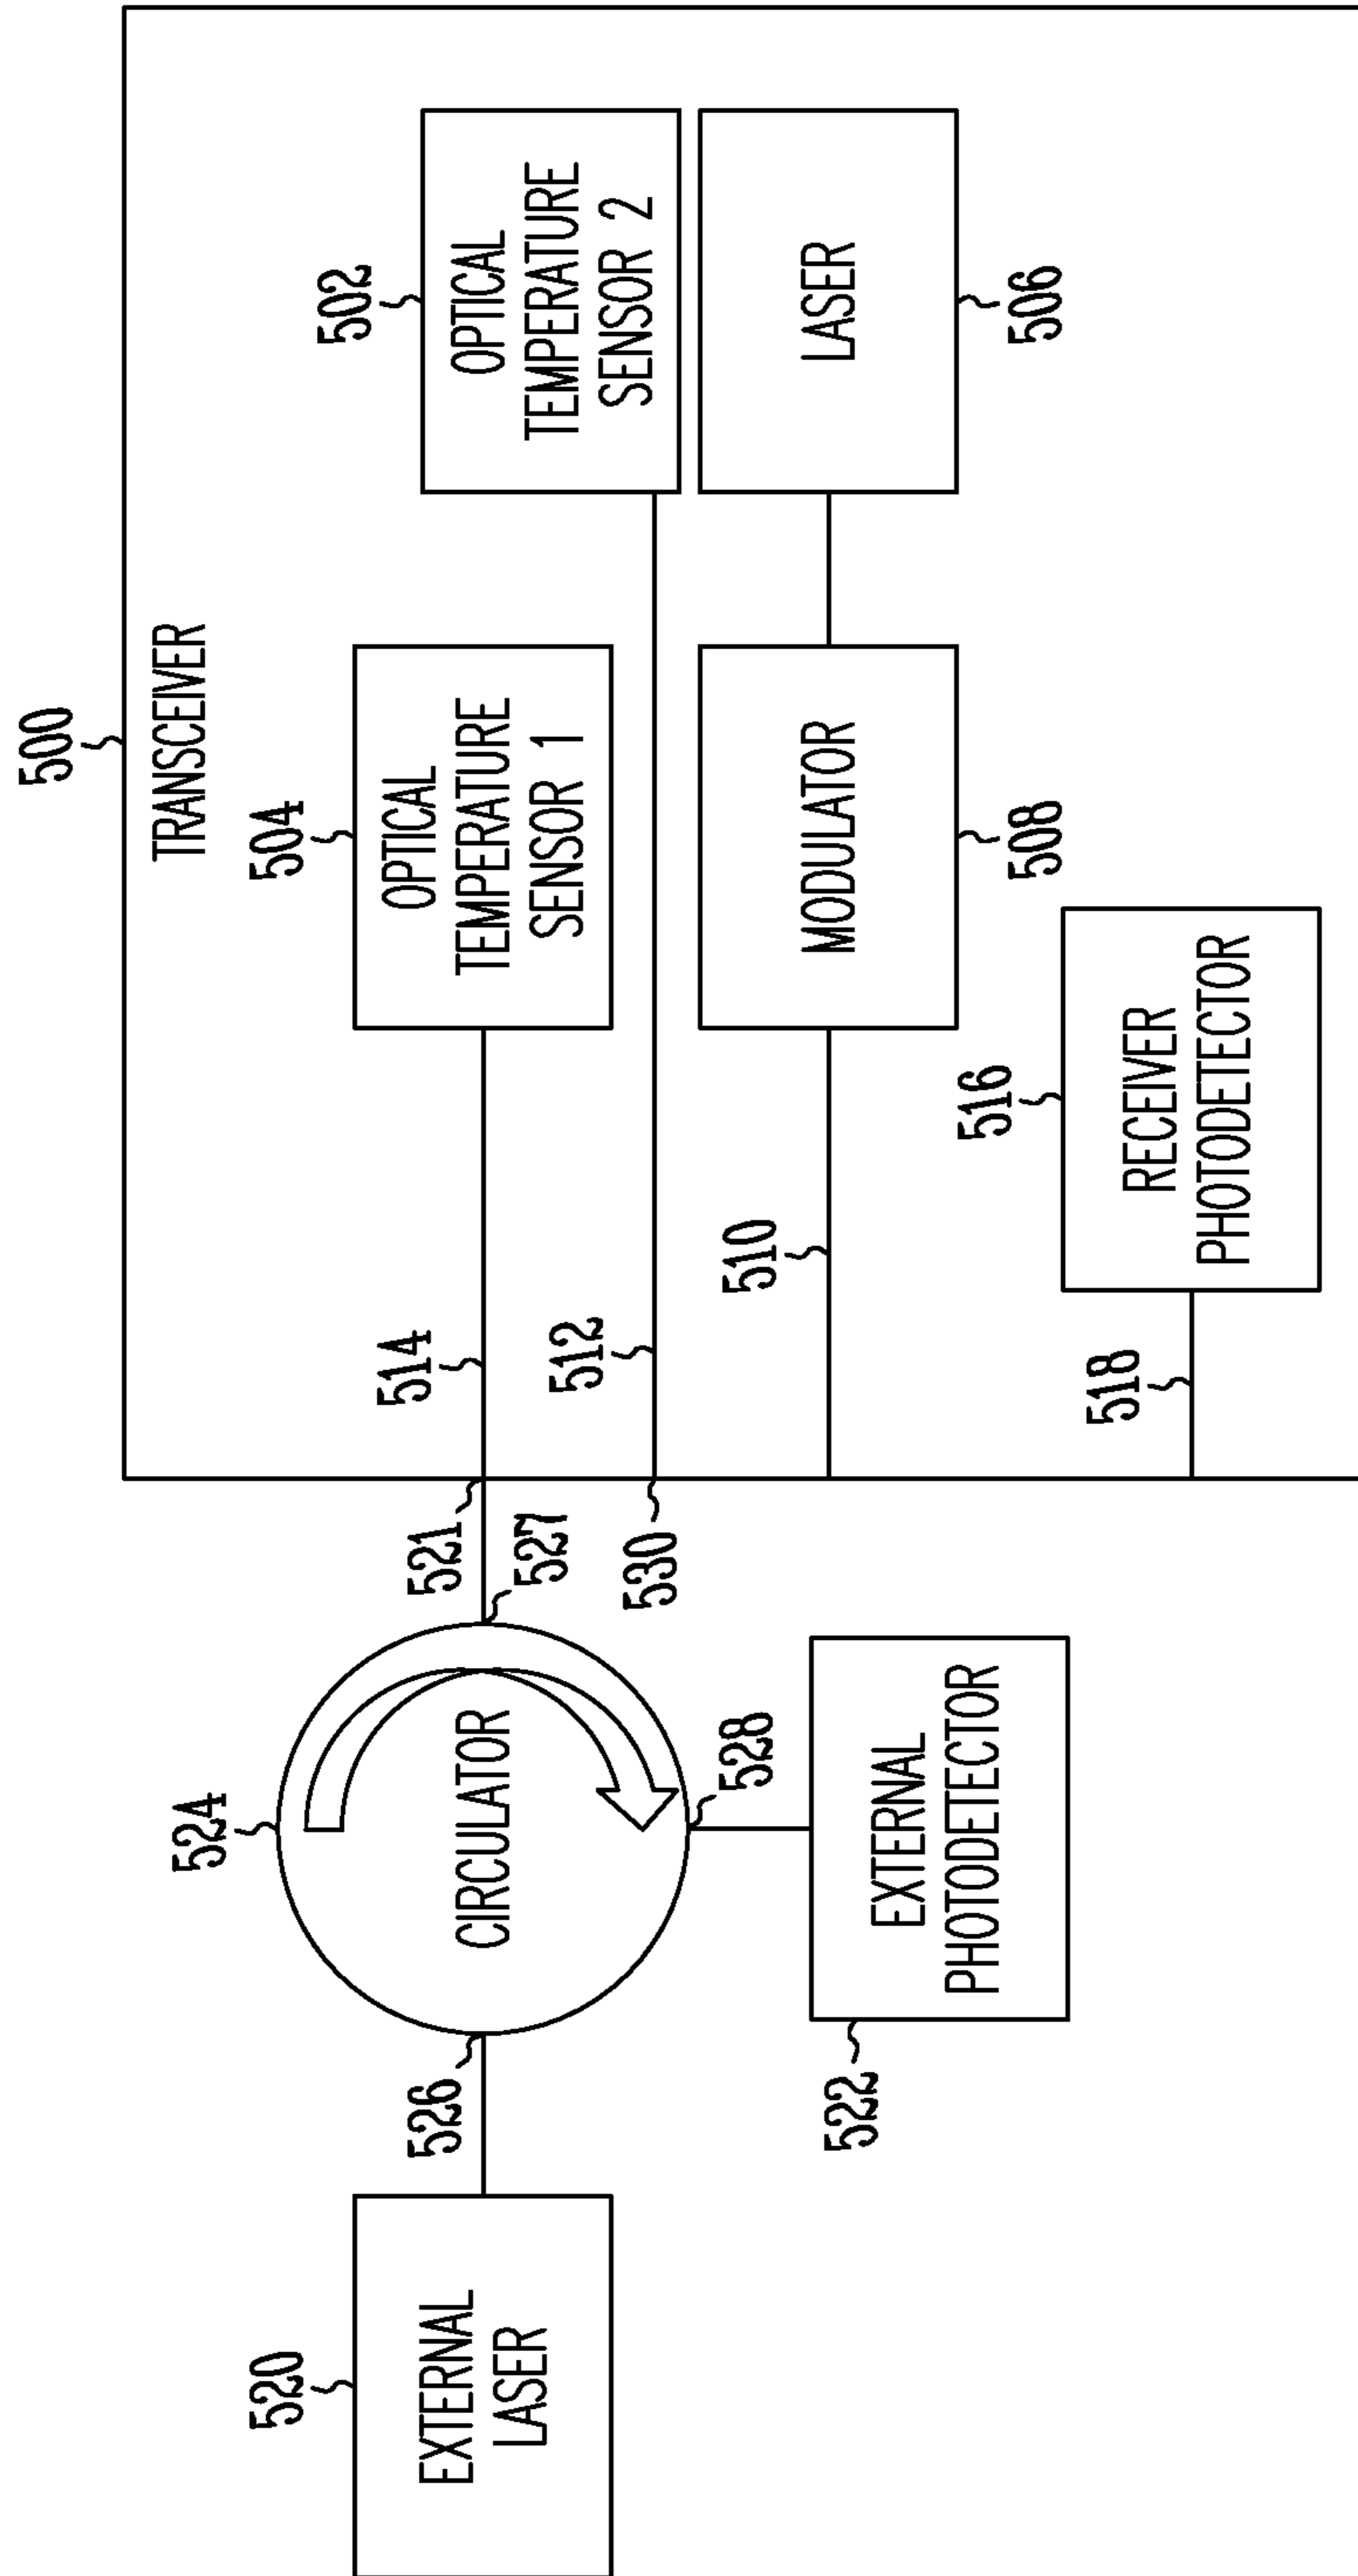 500
TRANSCEIVER
502
OPTICAL
TEMPERATURE
SENSOR 2
504
OPTICAL
TEMPERATURE
SENSOR 1
LASER
506
MODULATOR
508
510
512
514
516
RECEIVER
PHOTODETECTOR
518
521
527
530
524
CIRCULATOR
526
528
EXTERNAL
PHOTODETECTOR
522
520
EXTERNAL
LASER